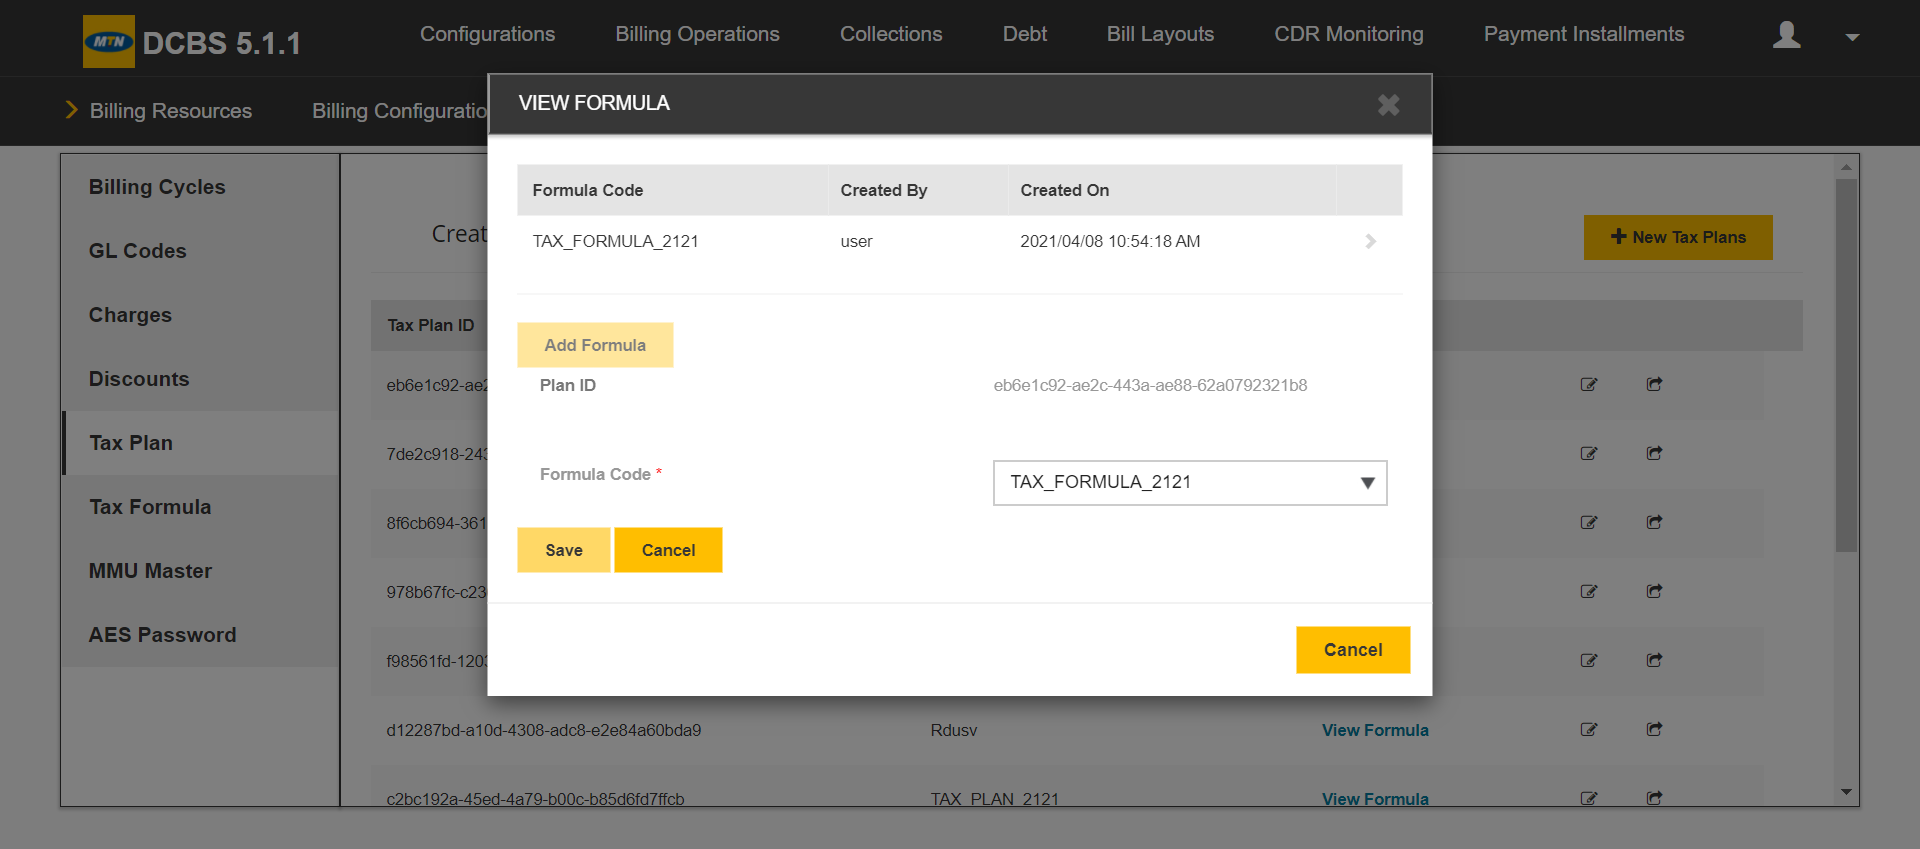 MTN DCBS 5.1.1
Configurations Billing Operations Collections Debt Bill Layouts CDR Monitoring Payment Installments
Billing Resources Billing Configuratio
VIEW FORMULA
Formula Code Created By Created On
TAX_FORMULA_2121 user 2021/04/08 10:54:18 AM
Add Formula
Plan ID eb6e1c92-ae2c-443a-ae88-62a0792321b8
Formula Code * TAX_FORMULA_2121
Save Cancel
Cancel
Billing Cycles
GL Codes
Charges
Discounts
Tax Plan
Tax Formula
MMU Master
AES Password
Creat
New Tax Plans
Tax Plan ID
eb6e1c92-ae2
7de2c918-243
8f6cb694-361
978b67fc-c23
f98561fd-1203
d12287bd-a10d-4308-adc8-e2e84a60bda9 Rdusv View Formula
c2bc192a-45ed-4a79-b00c-b85d6fd7ffcb TAX_PLAN_2121 View Formula